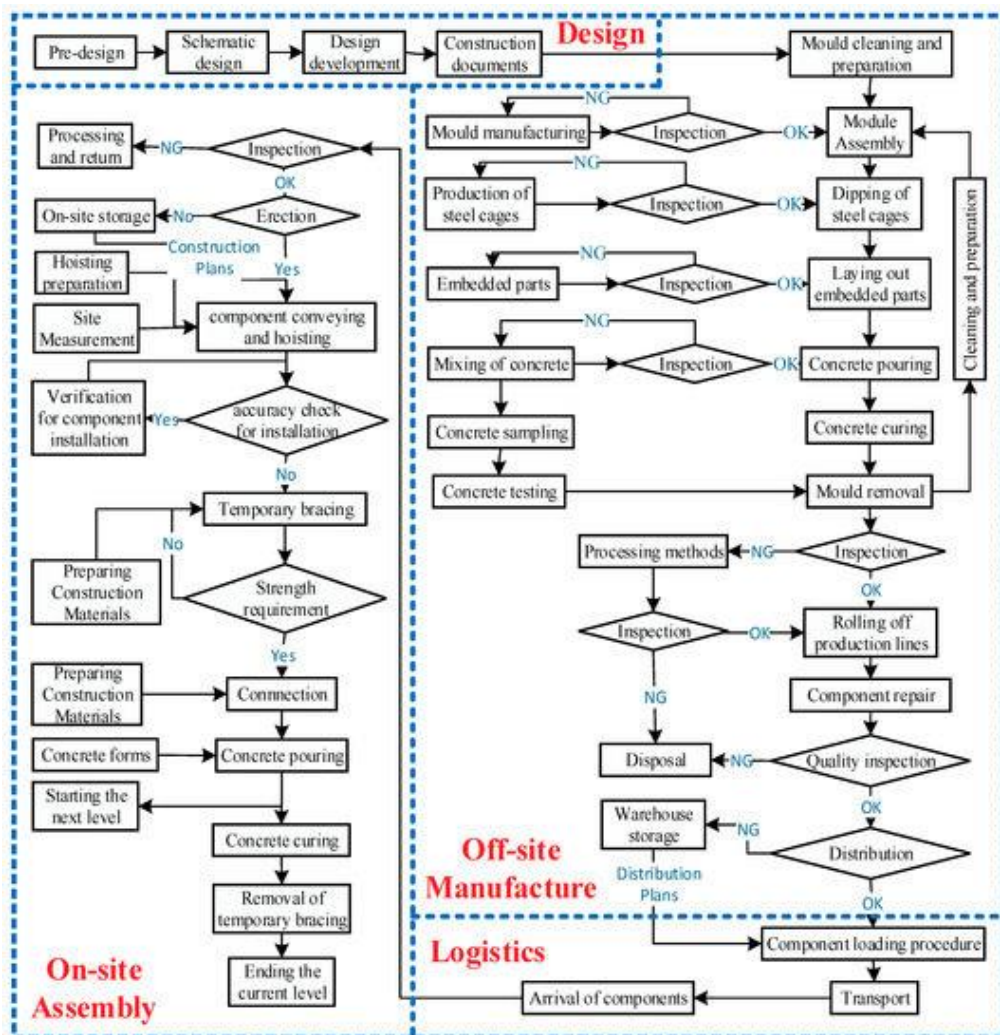 Pre-design
Schematic
design
Design
development
Construction
documents
Design
Mould cleaning and
preparation
NG
Mould manufacturing
Inspection
OK
Module
Assembly
NG
Production of
steel cages
Inspection
OK
Dipping of
steel cages
NG
Embedded parts
Inspection
OK
Laying out
embedded parts
NG
Mixing of concrete
Inspection
OK
Concrete pouring
Cleaning and preparation
Concrete sampling
Concrete curing
Concrete testing
Mould removal
Processing methods
NG
Inspection
OK
Inspection
OK
Rolling off
production lines
NG
Component repair
Disposal
NG
Quality inspection
OK
Warehouse
storage
NG
Distribution
Distribution
Plans
OK
Off-site
Manufacture
Logistics
Component loading procedure
Transport
Arrival of components
Processing
and return
NG
Inspection
OK
On-site storage
No
Erection
Construction
Plans
Yes
Hoisting
preparation
Site
Measurement
component conveying
and hoisting
Verification
for component
installation
Yes
accuracy check
for installation
No
Temporary bracing
No
Preparing
Construction
Materials
Strength
requirement
Yes
Preparing
Construction
Materials
Connnection
Concrete forms
Concrete pouring
Starting the
next level
Concrete curing
Removal of
temporary bracing
Ending the
current level
On-site
Assembly